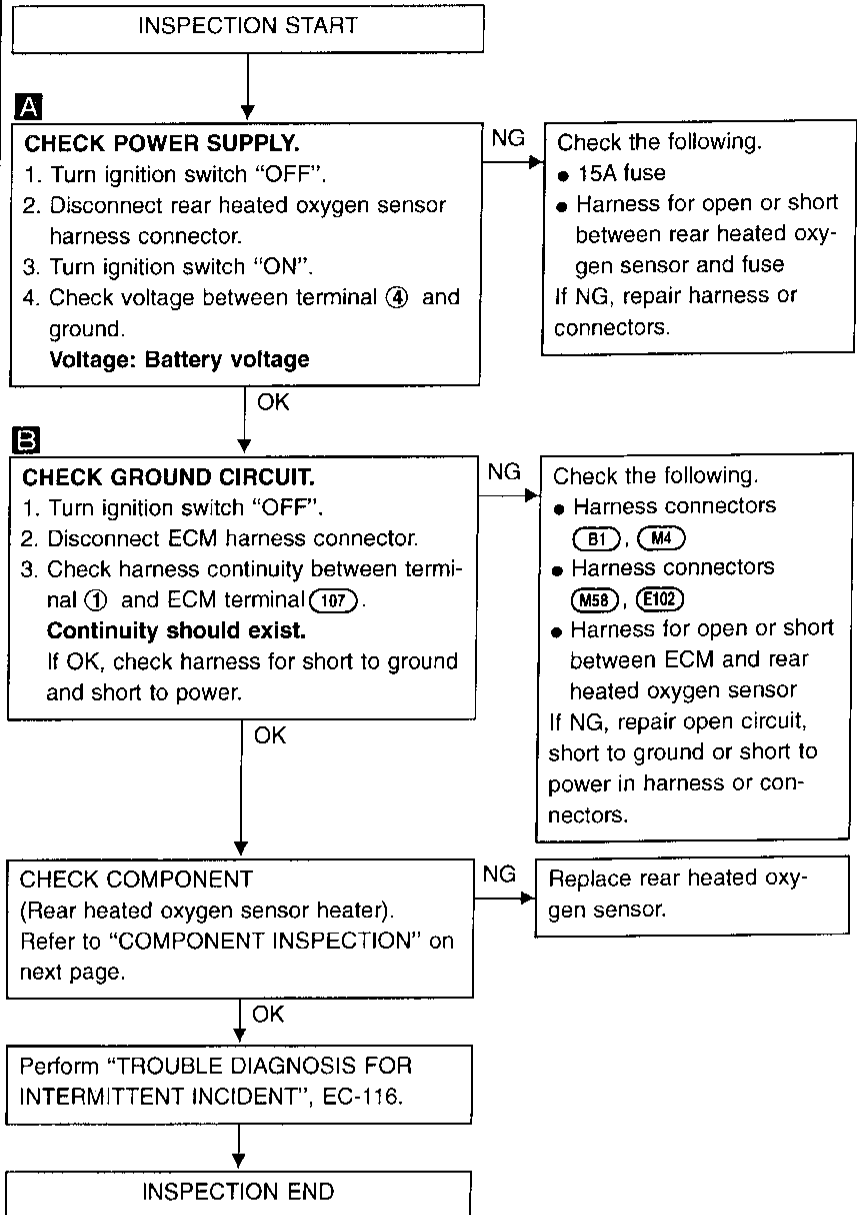 INSPECTION START
A
CHECK POWER SUPPLY.
1. Turn ignition switch “OFF”.
2. Disconnect rear heated oxygen sensor
harness connector.
3. Turn ignition switch “ON”.
4. Check voltage between terminal ④ and
ground.
Voltage: Battery voltage
NG
Check the following.
● 15A fuse
● Harness for open or short
between rear heated oxy-
gen sensor and fuse
If NG, repair harness or
connectors.
OK
B
CHECK GROUND CIRCUIT.
1. Turn ignition switch “OFF”.
2. Disconnect ECM harness connector.
3. Check harness continuity between termi-
nal ① and ECM terminal 107.
Continuity should exist.
If OK, check harness for short to ground
and short to power.
NG
Check the following.
● Harness connectors
B1, M4
● Harness connectors
M58, E102
● Harness for open or short
between ECM and rear
heated oxygen sensor
If NG, repair open circuit,
short to ground or short to
power in harness or con-
nectors.
OK
CHECK COMPONENT
(Rear heated oxygen sensor heater).
Refer to “COMPONENT INSPECTION” on
next page.
NG
Replace rear heated oxy-
gen sensor.
OK
Perform “TROUBLE DIAGNOSIS FOR
INTERMITTENT INCIDENT”, EC-116.
INSPECTION END